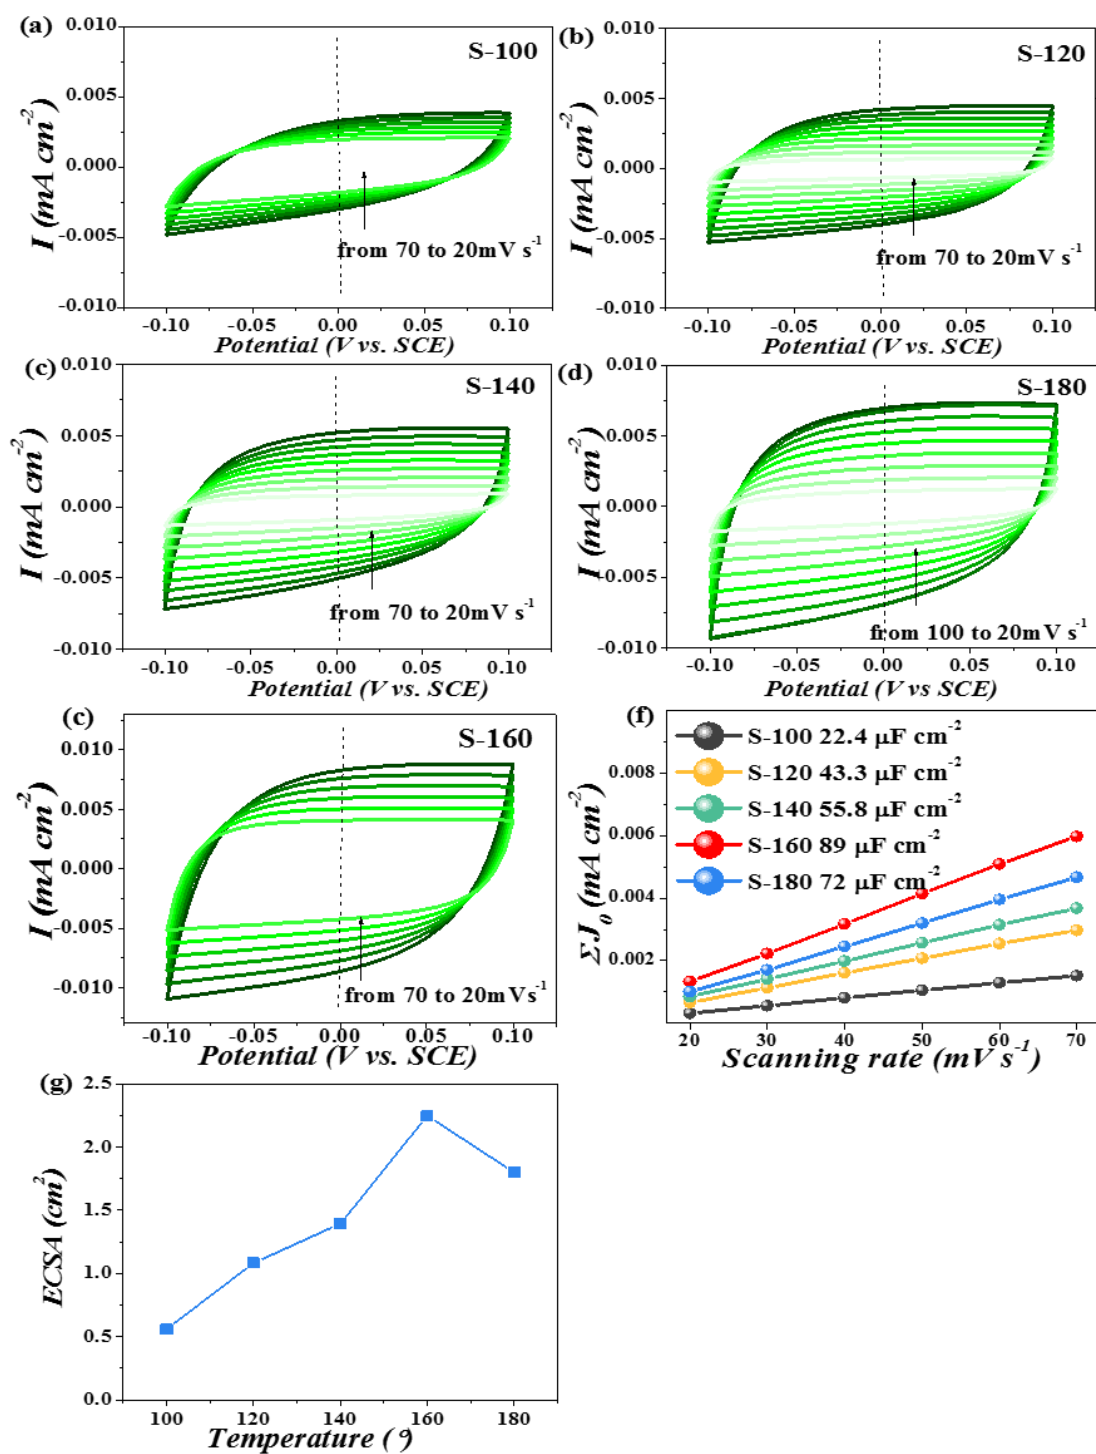 (a)
S-100
0.010
0.005
0.000
-0.005
-0.010
I (mA cm-2)
from 70 to 20mV s-1
-0.10 -0.05 0.00 0.05 0.10
Potential (V vs. SCE)
(b)
S-120
0.010
0.005
0.000
-0.005
-0.010
I (mA cm-2)
from 70 to 20mV s-1
-0.10 -0.05 0.00 0.05 0.10
Potential (V vs. SCE)
(c)
S-140
0.010
0.005
0.000
-0.005
-0.010
I (mA cm-2)
from 70 to 20mV s-1
-0.10 -0.05 0.00 0.05 0.10
Potential (V vs. SCE)
(d)
S-180
0.010
0.005
0.000
-0.005
-0.010
I (mA cm-2)
from 100 to 20mV s-1
-0.10 -0.05 0.00 0.05 0.10
Potential (V vs. SCE)
(c)
S-160
0.010
0.005
0.000
-0.005
-0.010
I (mA cm-2)
from 70 to 20mVs-1
-0.10 -0.05 0.00 0.05 0.10
Potential (V vs. SCE)
(f)
S-100 22.4 μF cm-2
S-120 43.3 μF cm-2
S-140 55.8 μF cm-2
S-160 89 μF cm-2
S-180 72 μF cm-2
0.008
0.006
0.004
0.002
ΣJ0 (mA cm-2)
20 30 40 50 60 70
Scanning rate (mV s-1)
(g)
2.5
2.0
1.5
1.0
0.5
0.0
ECSA (cm2)
100 120 140 160 180
Temperature (°)